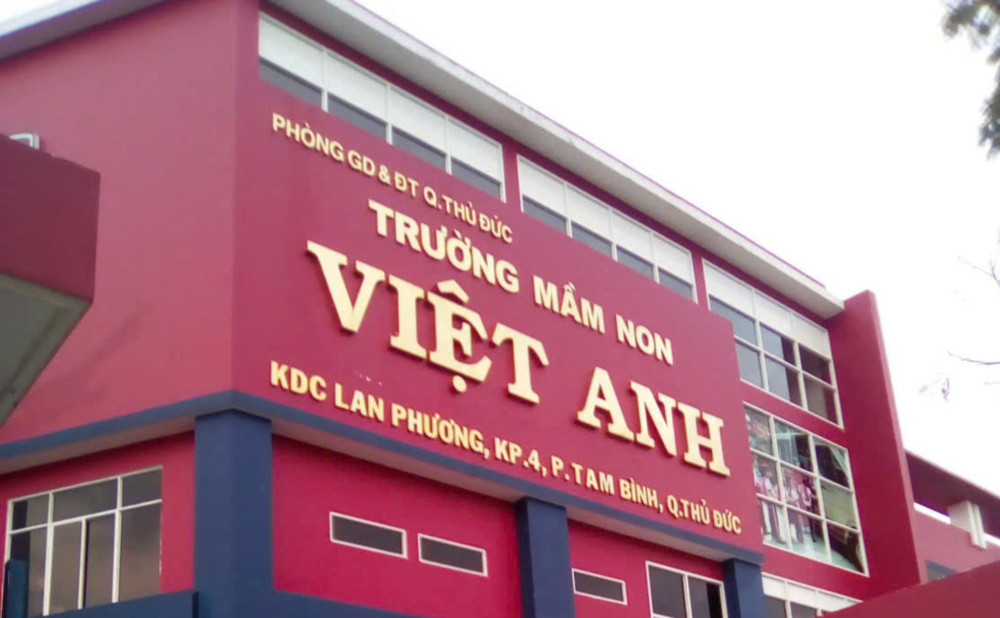 PHÒNG GD & ĐT Q.THỦ ĐỨC
TRƯỜNG MẦM NON
VIỆT ANH
KDC LAN PHƯƠNG, KP.4, P.TAM BÌNH, Q.THỦ ĐỨC